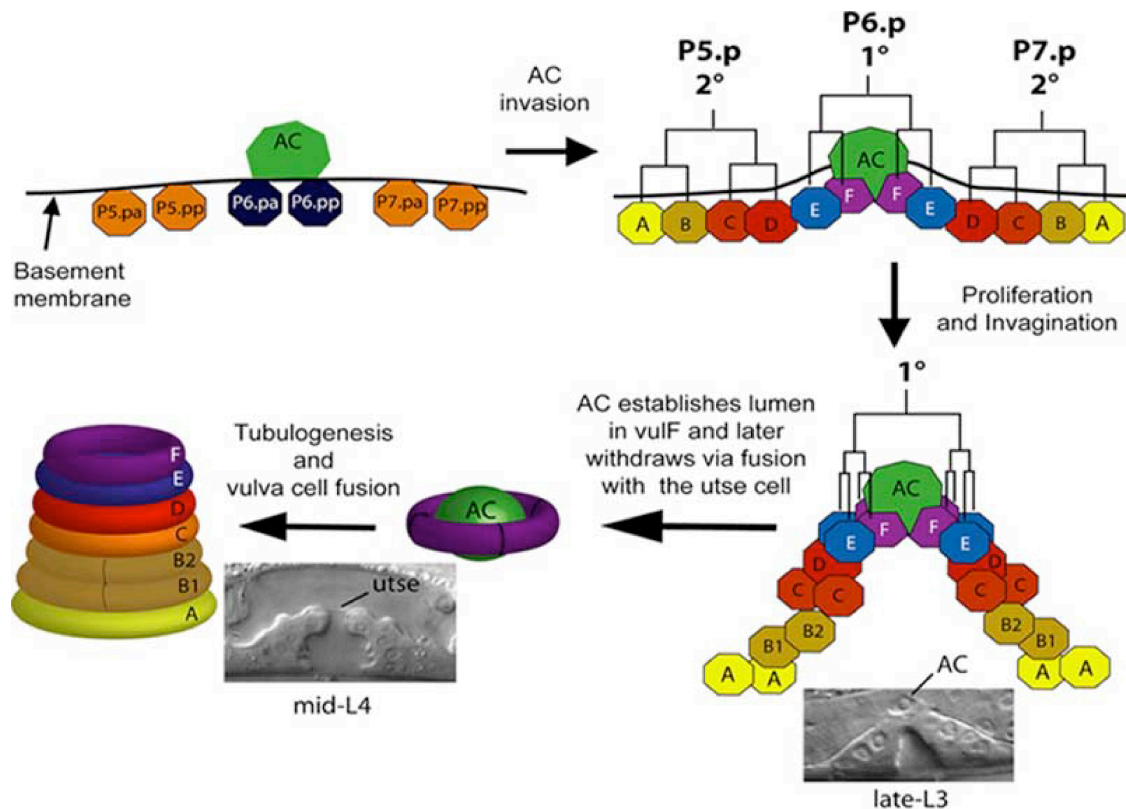 AC
P5.pa
P5.pp
P6.pa
P6.pp
P7.pa
P7.pp
Basement
membrane
AC
invasion
P5.p
2°
P6.p
1°
P7.p
2°
AC
A
B
C
D
E
F
F
E
D
C
B
A
Proliferation
and Invagination
1°
AC
F
F
E
E
D
D
C
C
C
C
B2
B2
B1
B1
A
A
A
A
AC
late-L3
AC establishes lumen
in vulF and later
withdraws via fusion
with the utse cell
AC
utse
mid-L4
Tubulogenesis
and
vulva cell fusion
F
E
D
C
B2
B1
A